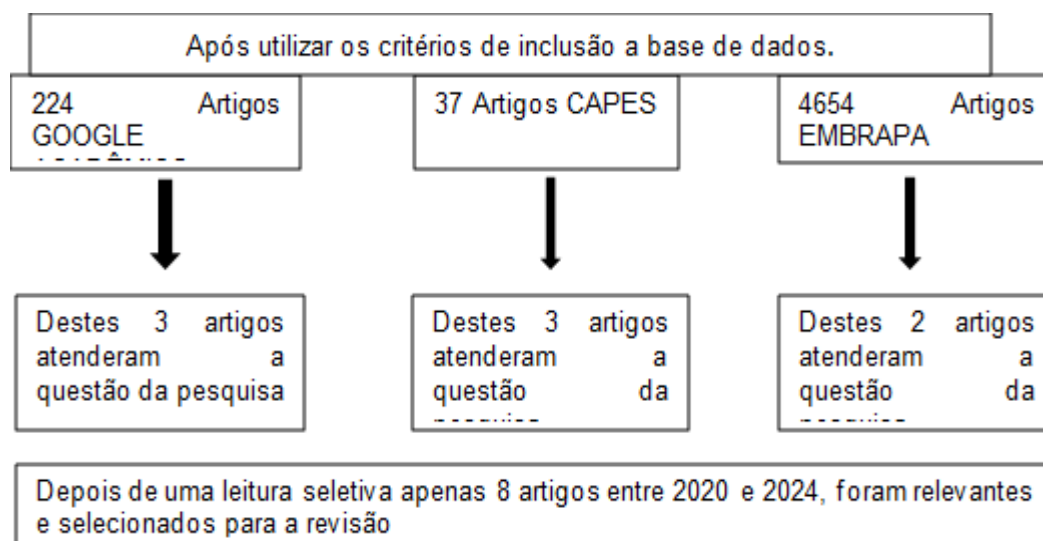 Após utilizar os critérios de inclusão a base de dados.
224 Artigos
GOOGLE
37 Artigos CAPES
4654 Artigos
EMBRAPA
Destes 3 artigos
atenderam a
questão da pesquisa
Destes 3 artigos
atenderam a
questão da
Destes 2 artigos
atenderam a
questão da
Depois de uma leitura seletiva apenas 8 artigos entre 2020 e 2024, foram relevantes
e selecionados para a revisão